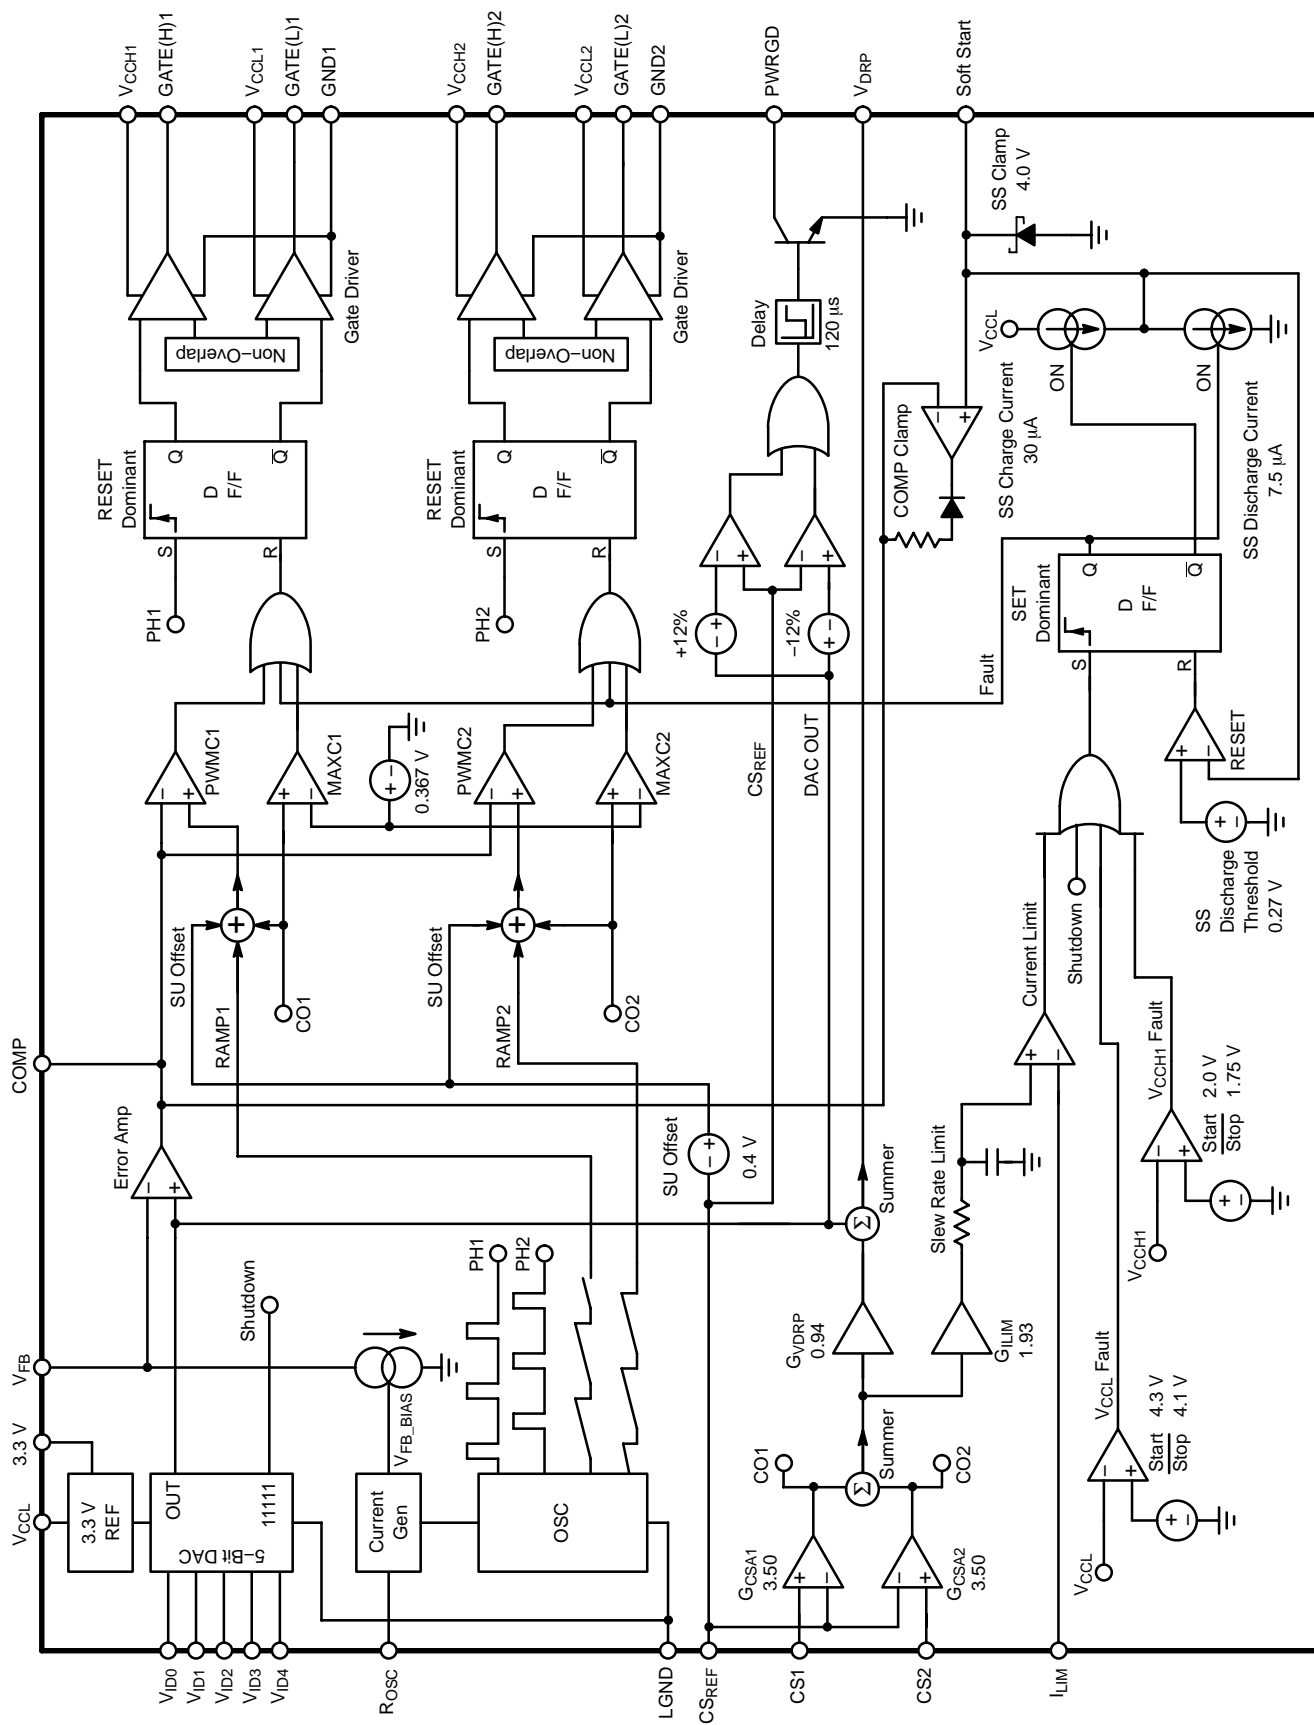 COMP
VFB
3.3 V
VCCL
VID0
VID1
VID2
VID3
VID4
ROSC
LGND
CSREF
CS1
CS2
ILIM
VCCH1
GATE(H)1
VCCL1
GATE(L)1
GND1
VCCH2
GATE(H)2
VCCL2
GATE(L)2
GND2
PWRGD
VDRP
Soft Start
3.3 V
REF
5−Bit DAC
OUT
11111
Shutdown
Error Amp
−
+
Current
Gen
VFB_BIAS
OSC
PH1
PH2
RAMP1
SU Offset
+
CO1
RAMP2
SU Offset
+
CO2
SU Offset
− +
0.4 V
−
+
PWMC1
+
−
MAXC1
+ −
0.367 V
−
+
PWMC2
+
−
MAXC2
PH1
S
R
RESET
Dominant
D
F/F
Q
Q
Non−Overlap
Gate Driver
PH2
S
R
RESET
Dominant
D
F/F
Q
Q
Non−Overlap
Gate Driver
CSREF
DAC OUT
+12%
− +
−12%
+ −
−
+
−
+
Delay
120 μs
COMP Clamp
−
+
SS Clamp
4.0 V
VCCL
SS Charge Current
30 μA
ON
ON
SS Discharge Current
7.5 μA
Fault
SET
Dominant
S
R
D
F/F
Q
Q
RESET
+
−
SS
Discharge
Threshold
0.27 V
+ −
Shutdown
Current Limit
+
−
Slew Rate Limit
GVDRP
0.94
GILIM
1.93
Σ
Summer
Σ
Summer
CO1
CO2
GCSA1
3.50
+
−
GCSA2
3.50
−
+
VCCL
VCCL Fault
−
+
Start 4.3 V
Stop 4.1 V
+ −
VCCH1
VCCH1 Fault
−
+
Start 2.0 V
Stop 1.75 V
+ −